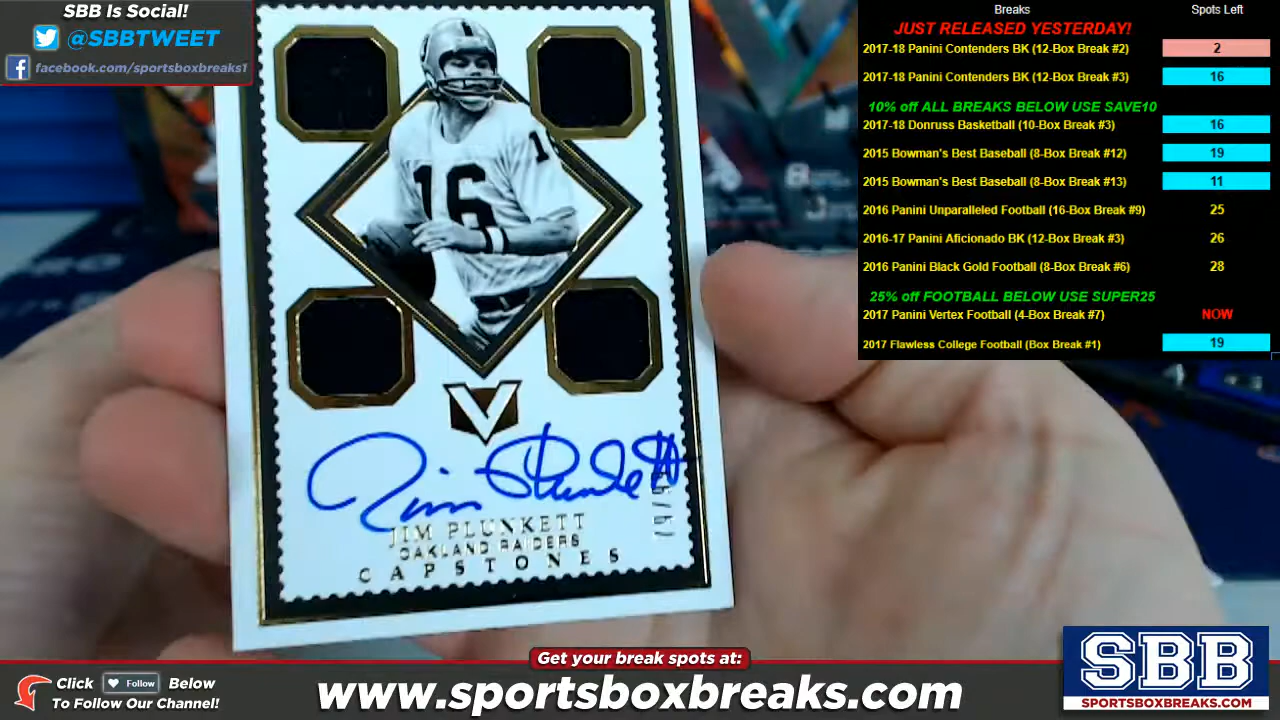 SBB Is Social!
@SBBTWEET
facebook.com/sportsboxbreaks1
Breaks Spots Left
JUST RELEASED YESTERDAY!
2017-18 Panini Contenders BK (12-Box Break #2) 2
2017-18 Panini Contenders BK (12-Box Break #3) 16
10% off ALL BREAKS BELOW USE SAVE10
2017-18 Donruss Basketball (10-Box Break #3) 16
2015 Bowman's Best Baseball (8-Box Break #12) 19
2015 Bowman's Best Baseball (8-Box Break #13) 11
2016 Panini Unparalleled Football (16-Box Break #9) 25
2016-17 Panini Aficionado BK (12-Box Break #3) 26
2016 Panini Black Gold Football (8-Box Break #6) 28
25% off FOOTBALL BELOW USE SUPER25
2017 Panini Vertex Football (4-Box Break #7) NOW
2017 Flawless College Football (Box Break #1) 19
16
1
V
Jim Plunkett
JIM PLUNKETT
OAKLAND RAIDERS
CAPSTONES
Get your break spots at:
Click Follow Below
To Follow Our Channel!
www.sportsboxbreaks.com
SBB
SPORTSBOXBREAKS.COM